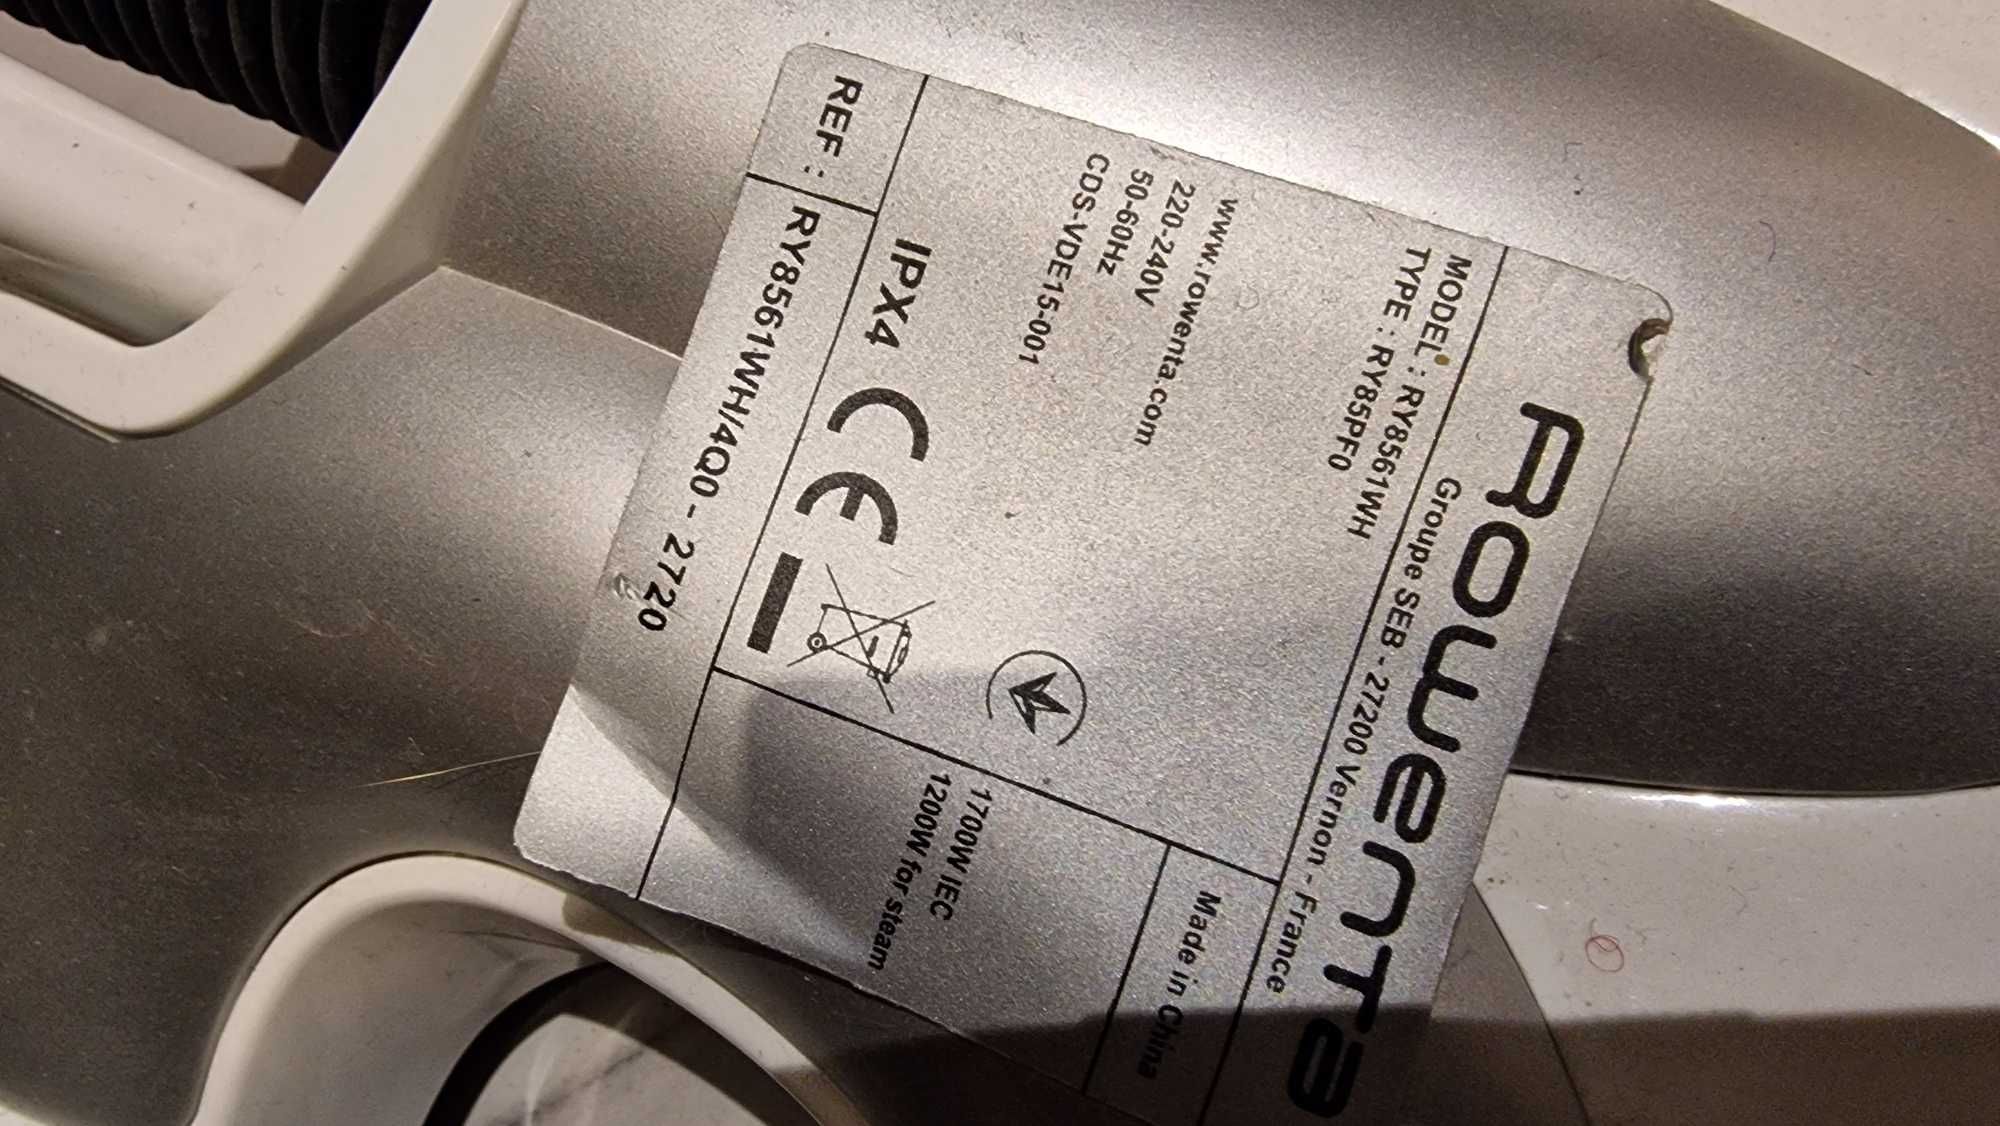 Rowenta
Groupe SEB - 27200 Vernon - France
MODEL : RY8561WH
TYPE : RY85PF0
Made in China
www.rowenta.com
220-240V
50-60Hz
CDS-VDE15-001
1700W IEC
1200W for steam
IPX4 CE
REF : RY8561WH/4Q0 - 2720